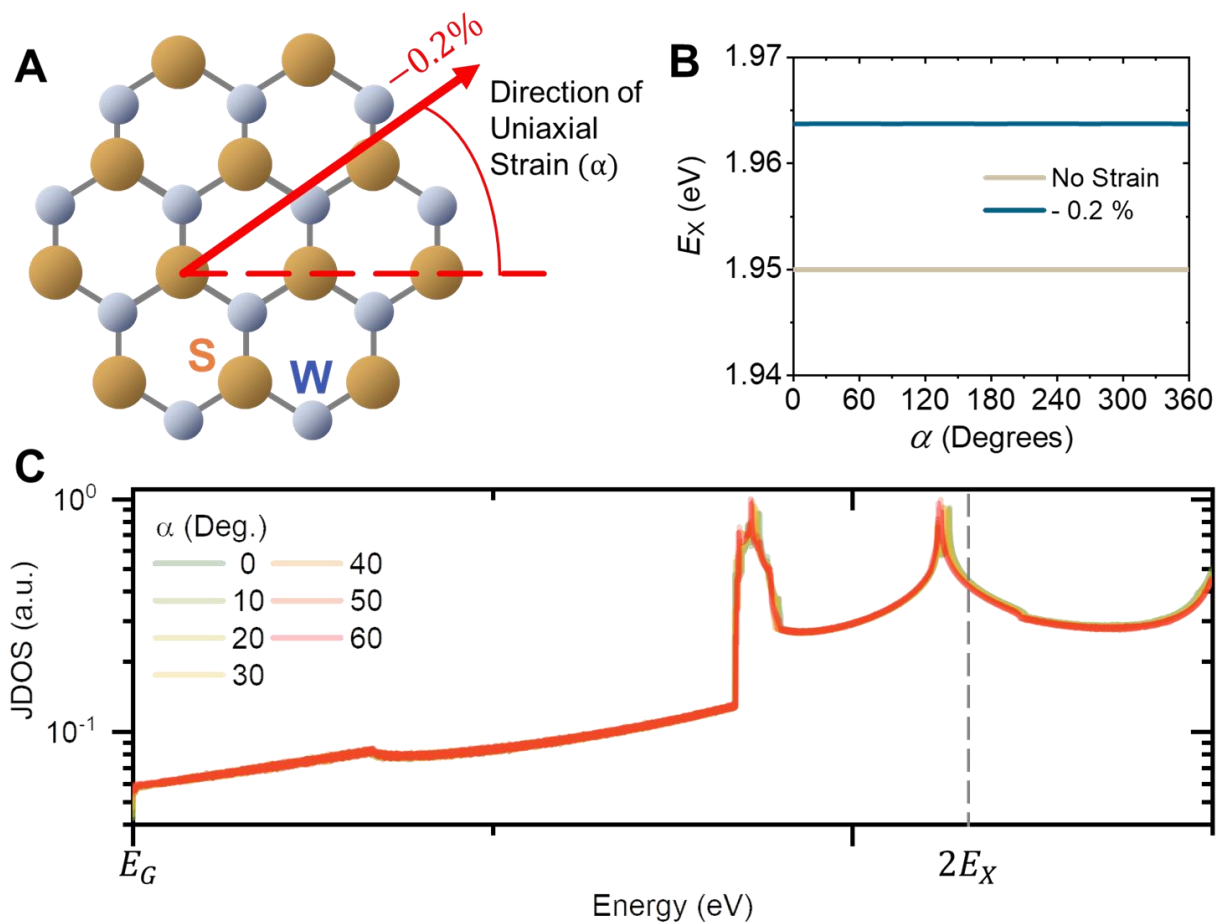 A
−0.2%
Direction of
Uniaxial
Strain (α)
S
W
B
1.97
1.96
1.95
1.94
E_X (eV)
No Strain
- 0.2 %
0 60 120 180 240 300 360
α (Degrees)
C
10⁰
10⁻¹
JDOS (a.u.)
α (Deg.)
0 40
10 50
20 60
30
E_G 2E_X
Energy (eV)